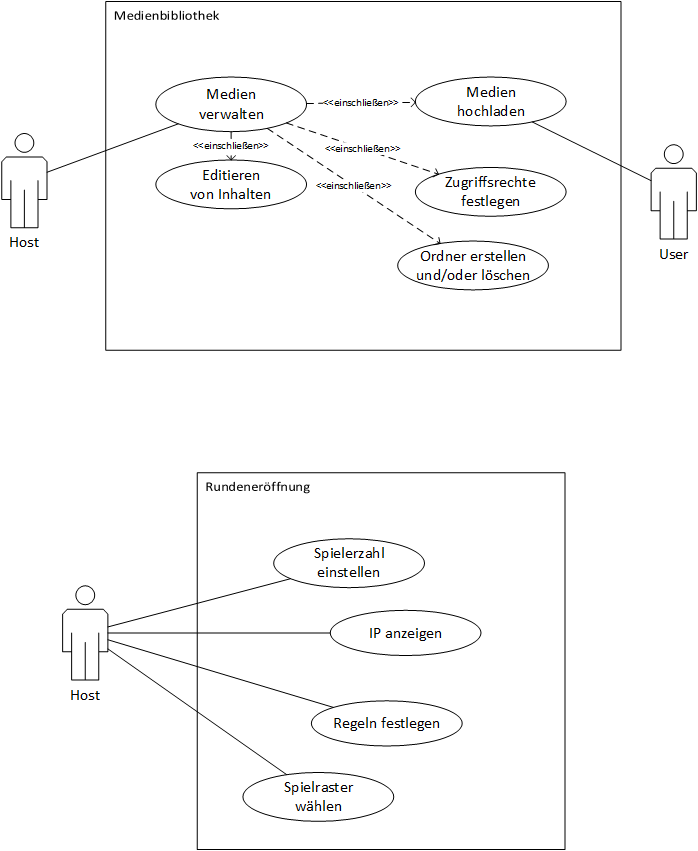 Medienbibliothek
Medien
verwalten
<<einschließen>>
Medien
hochladen
<<einschließen>>
<<einschließen>>
Editieren
von Inhalten
<<einschließen>>
Zugriffsrechte
festlegen
Host
User
Ordner erstellen
und/oder löschen
Rundeneröffnung
Spielerzahl
einstellen
IP anzeigen
Host
Regeln festlegen
Spielraster
wählen